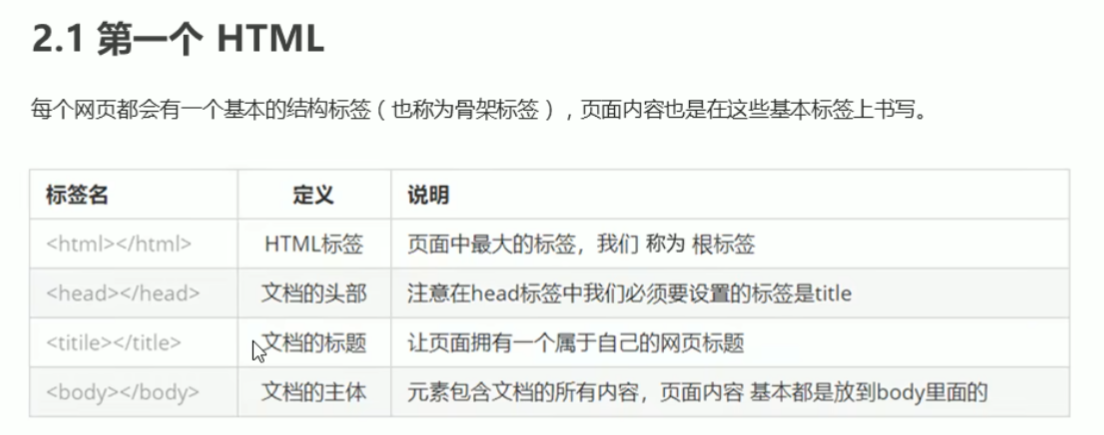 2.1 第一个 HTML
每个网页都会有一个基本的结构标签（也称为骨架标签），页面内容也是在这些基本标签上书写。
标签名 定义 说明
<html></html> HTML标签 页面中最大的标签，我们 称为 根标签
<head></head> 文档的头部 注意在head标签中我们必须要设置的标签是title
<titile></title> 文档的标题 让页面拥有一个属于自己的网页标题
<body></body> 文档的主体 元素包含文档的所有内容，页面内容 基本都是放到body里面的